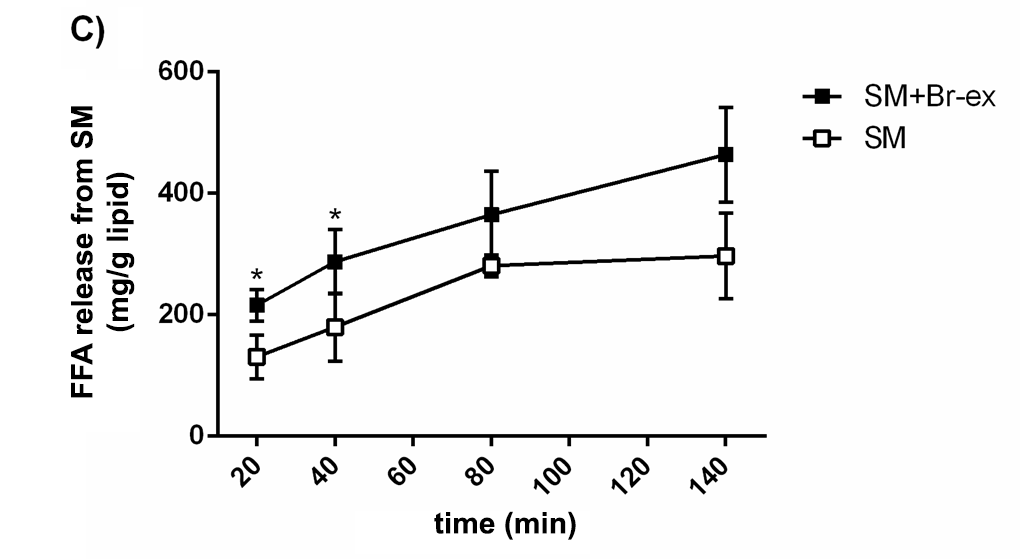 C)
FFA release from SM
(mg/g lipid)
600
400
200
0
*
*
20
40
60
80
100
120
140
time (min)
SM+Br-ex
SM